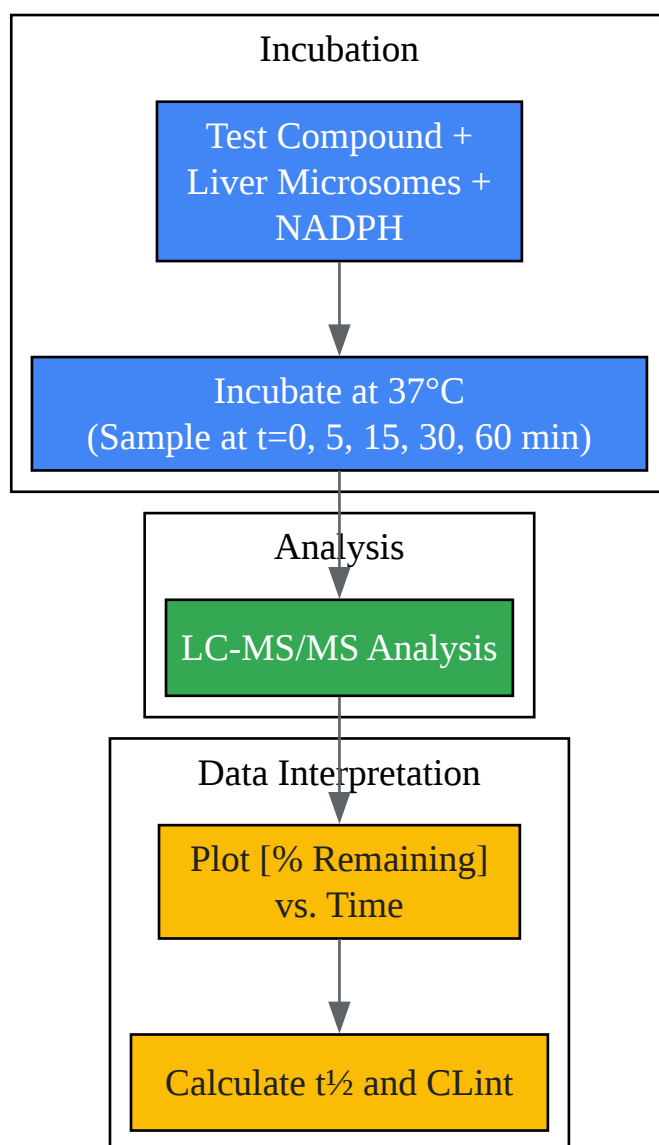 Incubation
Test Compound +
Liver Microsomes +
NADPH
Incubate at 37°C
(Sample at t=0, 5, 15, 30, 60 min)
Analysis
LC-MS/MS Analysis
Data Interpretation
Plot [% Remaining]
vs. Time
Calculate t½ and CLint